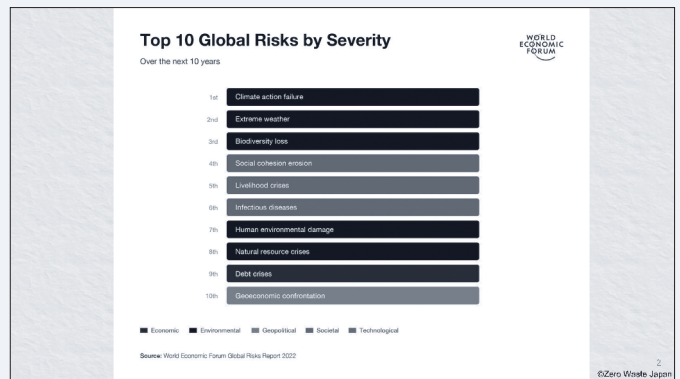 Top 10 Global Risks by Severity
WORLD
ECONOMIC
FORUM
Over the next 10 years
1st Climate action failure
2nd Extreme weather
3rd Biodiversity loss
4th Social cohesion erosion
5th Livelihood crises
6th Infectious diseases
7th Human environmental damage
8th Natural resource crises
9th Debt crises
10th Geoeconomic confrontation
Economic Environmental Geopolitical Societal Technological
Source: World Economic Forum Global Risks Report 2022
2
©Zero Waste Japan